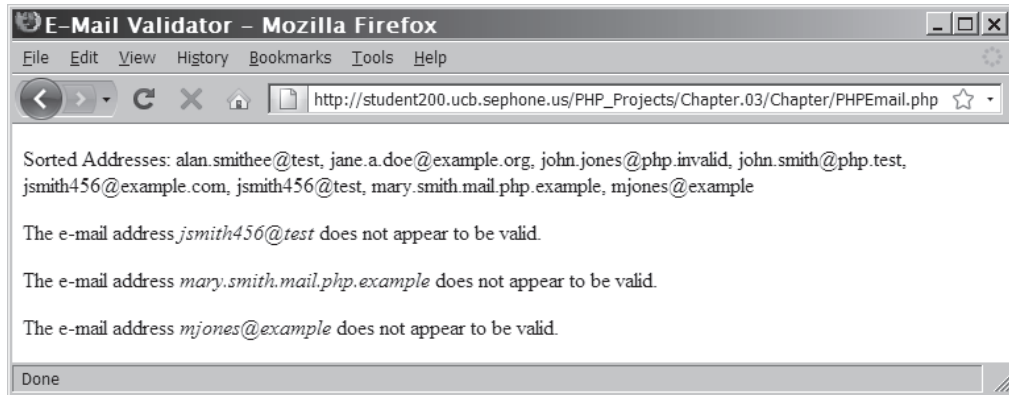 E-Mail Validator – Mozilla Firefox
File Edit View History Bookmarks Tools Help
http://student200.ucb.sephone.us/PHP_Projects/Chapter.03/Chapter/PHPEmail.php
Sorted Addresses: alan.smithee@test, jane.a.doe@example.org, john.jones@php.invalid, john.smith@php.test,
jsmith456@example.com, jsmith456@test, mary.smith.mail.php.example, mjones@example
The e-mail address jsmith456@test does not appear to be valid.
The e-mail address mary.smith.mail.php.example does not appear to be valid.
The e-mail address mjones@example does not appear to be valid.
Done